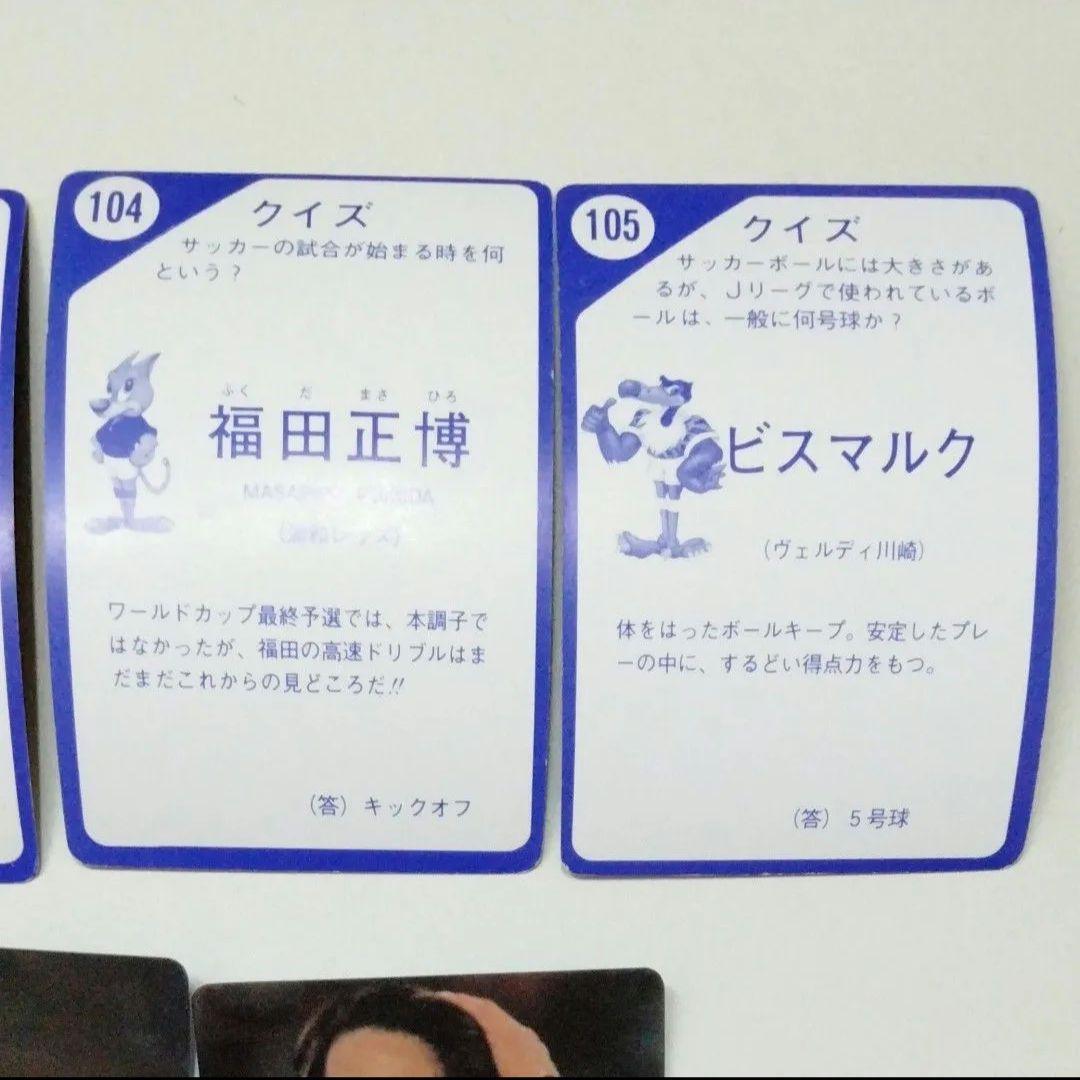 104
クイズ
サッカーの試合が始まる時を何
という?
ふく だ まさ ひろ
福田正博
ワールドカップ最終予選では、本調子で
はなかったが、福田の高速ドリブルはま
だまだこれからの見どころだ!!
(答) キックオフ
105
クイズ
サッカーボールには大きさがあ
るが、Jリーグで使われているボ
ールは、一般に何号球か?
ビスマルク
(ヴェルディ川崎)
体をはったボールキープ。安定したプレ
ーの中に、するどい得点力をもつ。
(答) 5号球